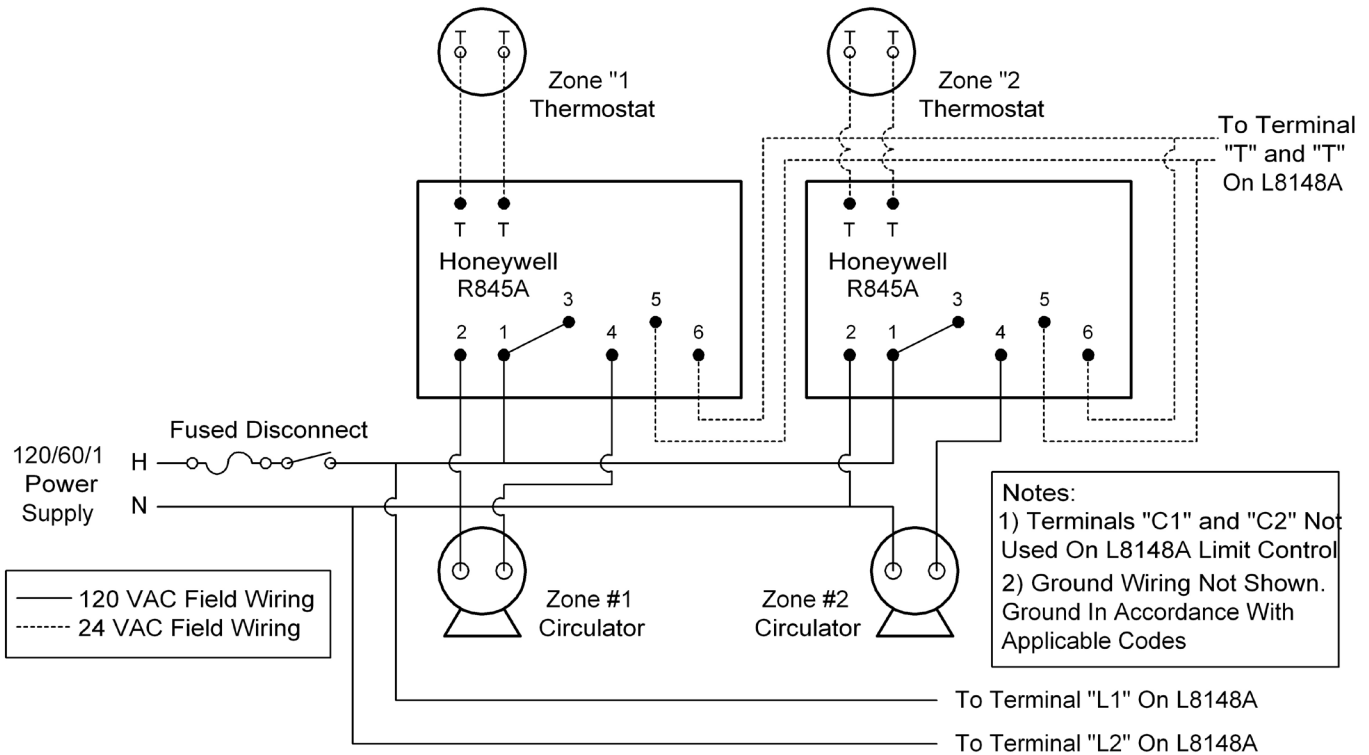 T T
Zone "1
Thermostat
T T
Zone "2
Thermostat
To Terminal
"T" and "T"
On L8148A
T T
Honeywell
R845A
3
5
2
1
4
6
T T
Honeywell
R845A
3
5
2
1
4
6
Fused Disconnect
120/60/1
Power
Supply
H
N
Notes:
1) Terminals "C1" and "C2" Not
Used On L8148A Limit Control
2) Ground Wiring Not Shown.
Ground In Accordance With
Applicable Codes
120 VAC Field Wiring
24 VAC Field Wiring
Zone #1
Circulator
Zone #2
Circulator
To Terminal "L1" On L8148A
To Terminal "L2" On L8148A